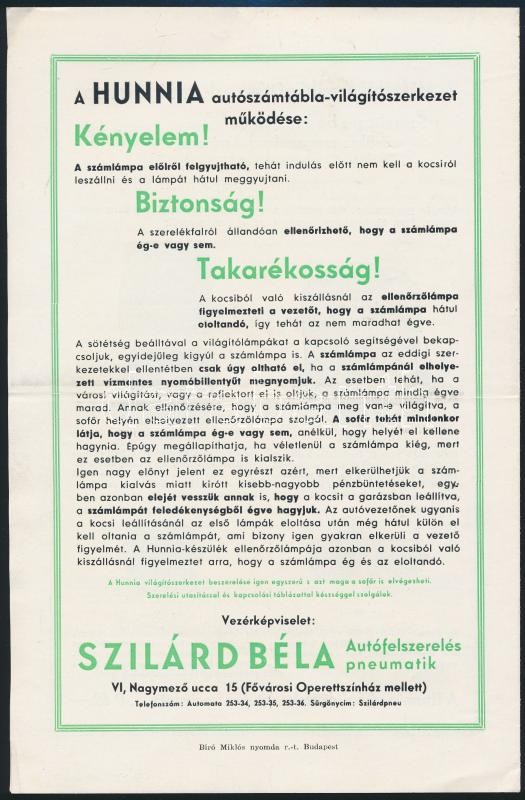 A HUNNIA autószámtábla-világítószerkezet
működése:
Kényelem!
A számlámpa előlről felgyujtható, tehát indulás előtt nem kell a kocsiról
leszállni és a lámpát hátul meggyujtani.
Biztonság!
A szerelékfalról állandóan ellenőrizhető, hogy a számlámpa
ég-e vagy sem.
Takarékosság!
A kocsiból való kiszállásnál az ellenőrzőlámpa
figyelmezteti a vezetőt, hogy a számlámpa hátul
eloltandó, így tehát az nem maradhat égve.
A sötétség beálltával a világítólámpákat a kapcsoló segítségével bekap-
csoljuk, egyidejűleg kigyúl a számlámpa is. A számlámpa az eddigi szer-
kezetekkel ellentétben csak úgy oltható el, ha a számlámpánál elhelye-
zett vízmentes nyomóbillentyűt megnyomjuk. Az esetben tehát, ha a
városi világítást, vagy a reflektort el is oltjuk, a számlámpa mindig égve
marad. Annak ellenőrzésére, hogy a számlámpa meg van-e világítva, a
soför helyén elhelyezett ellenőrzőlámpa szolgál. A soför tehát mindenkor
látja, hogy a számlámpa ég-e vagy sem, anélkül, hogy helyét el kellene
hagynia. Épúgy megállapíthatja, ha véletlenül a számlámpa kiég, mert
ez esetben az ellenőrzőlámpa is kialszik.
Igen nagy előnyt jelent ez egyrészt azért, mert elkerülhetjük a szám-
lámpa kialvás miatt kirótt kisebb-nagyobb pénzbüntetéseket, egy-
ben azonban elejét vesszük annak is, hogy a kocsit a garázsban leállítva,
a számlámpát feledékenységből égve hagyjuk. Az autóvezetőnek ugyanis
a kocsi leállításánál az első lámpák eloltása után még hátul külön el
kell oltania a számlámpát, ami bizony igen gyakran elkerüli a vezető
figyelmét. A Hunnia-készülék ellenőrzőlámpája azonban a kocsiból való
kiszállásnál figyelmeztet arra, hogy a számlámpa ég és az eloltandó.
A Hunnia világítószerkezet beszerelése igen egyszerű s azt maga a soför is elvégezheti.
Szerelési utasítással és kapcsolási táblázattal készséggel szolgálok.
Vezérképviselet:
SZILÁRD BÉLA Autófelszerelés
pneumatik
VI, Nagymező ucca 15 (Fővárosi Operettszínház mellett)
Telefonszám: Automata 253-34, 253-35, 253-36. Sürgönycím: Szilárdpneu
Biró Miklós nyomda r.-t. Budapest